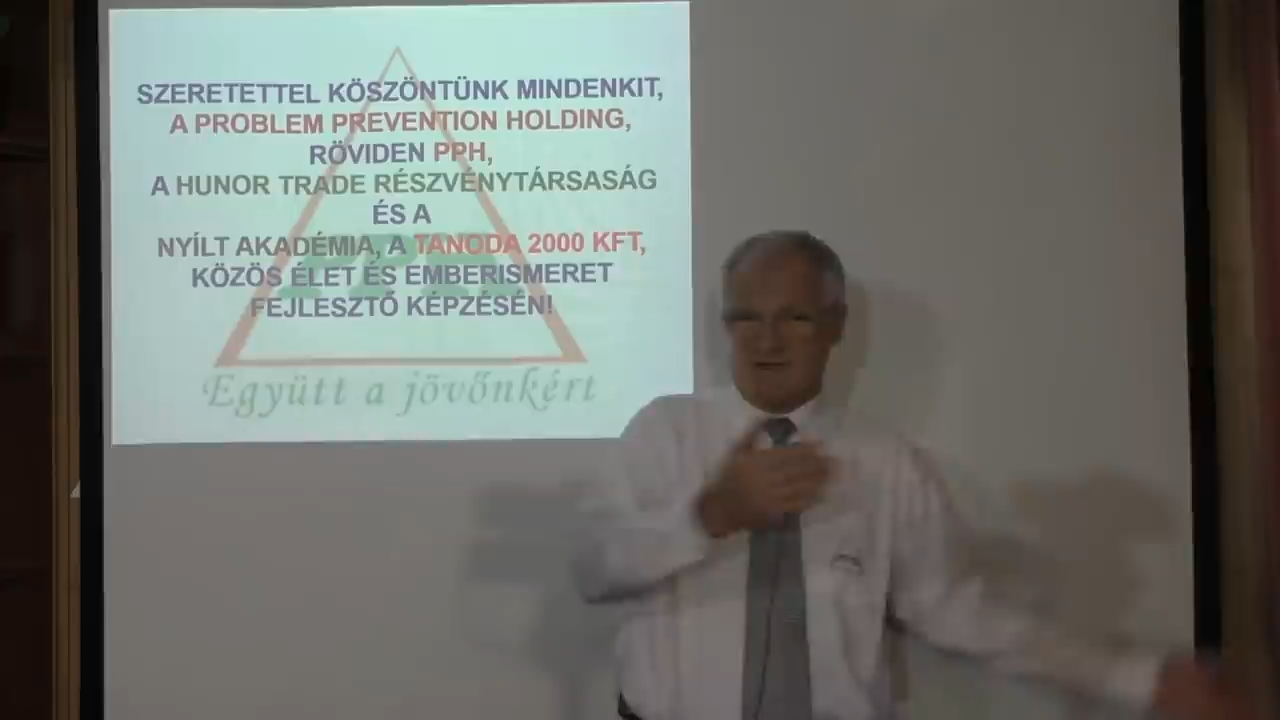 SZERETETTEL KÖSZÖNTÜNK MINDENKIT,
A PROBLEM PREVENTION HOLDING,
RÖVIDEN PPH,
A HUNOR TRADE RÉSZVÉNYTÁRSASÁG
ÉS A
NYÍLT AKADÉMIA, A TANODA 2000 KFT,
KÖZÖS ÉLET ÉS EMBERISMERET
FEJLESZTŐ KÉPZÉSÉN!
Együtt a jövőnkért